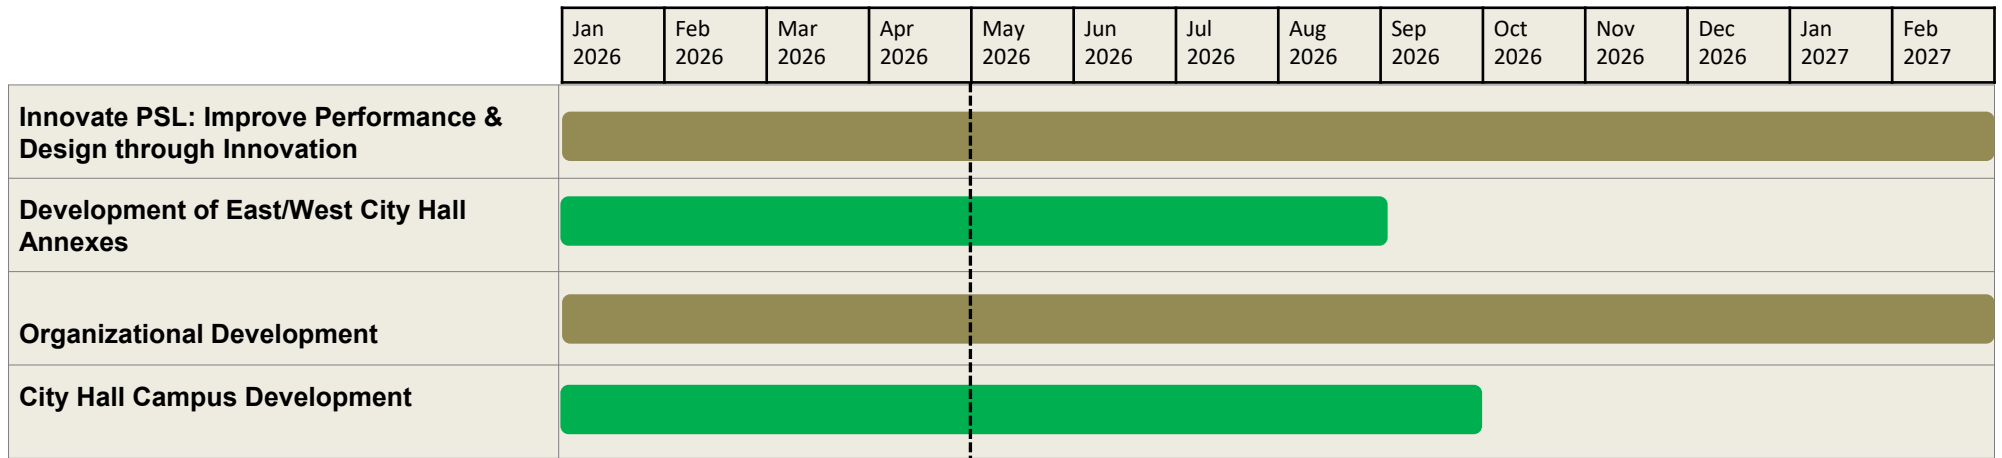 Jan Feb Mar Apr May Jun Jul Aug Sep Oct Nov Dec Jan Feb
2026 2026 2026 2026 2026 2026 2026 2026 2026 2026 2026 2026 2027 2027
Innovate PSL: Improve Performance &
Design through Innovation
Development of East/West City Hall
Annexes
Organizational Development
City Hall Campus Development